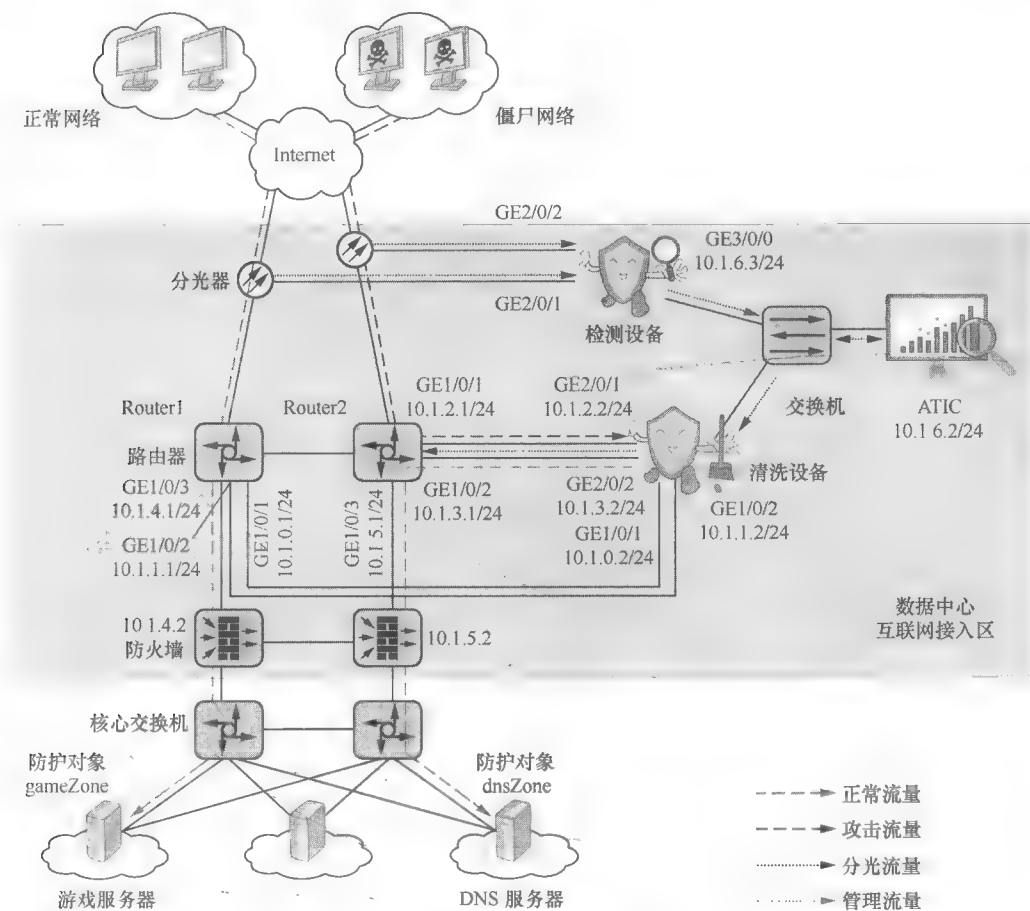 正常网络
僵尸网络
Internet
GE2/0/2
分光器
GE2/0/1
GE3/0/0
10.1.6.3/24
检测设备
交换机
ATIC
10.1 6.2/24
Router1
Router2
路由器
GE1/0/1
10.1.2.1/24
GE2/0/1
10.1.2.2/24
清洗设备
GE1/0/3
10.1.4.1/24
GE1/0/2
10.1.1.1/24
GE1/0/1
10.1.0.1/24
GE1/0/3
10.1 5.1/24
GE1/0/2
10.1.3.1/24
GE2/0/2
10.1.3.2/24
GE1/0/1
10.1.0.2/24
GE1/0/2
10.1.1.2/24
10 1.4.2
防火墙
10.1.5.2
数据中心
互联网接入区
核心交换机
防护对象
gameZone
防护对象
dnsZone
游戏服务器
DNS 服务器
正常流量
攻击流量
分光流量
管理流量